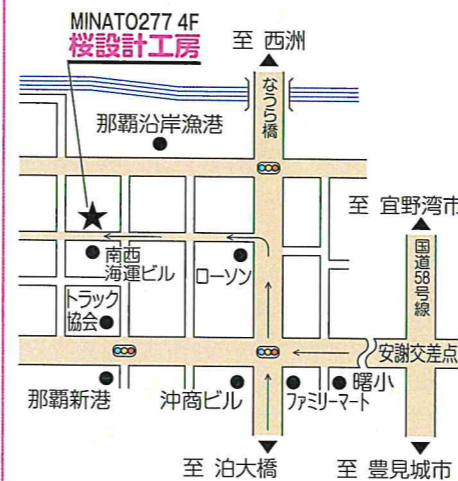 MINATO277 4F
桜設計工房
至 西洲
なうら橋
那覇沿岸漁港
至 宜野湾市
国道58号線
南西
海運ビル
ローソン
トラック
協会
安謝交差点
那覇新港
沖商ビル
ファミリーマート
曙小
至 泊大橋
至 豊見城市